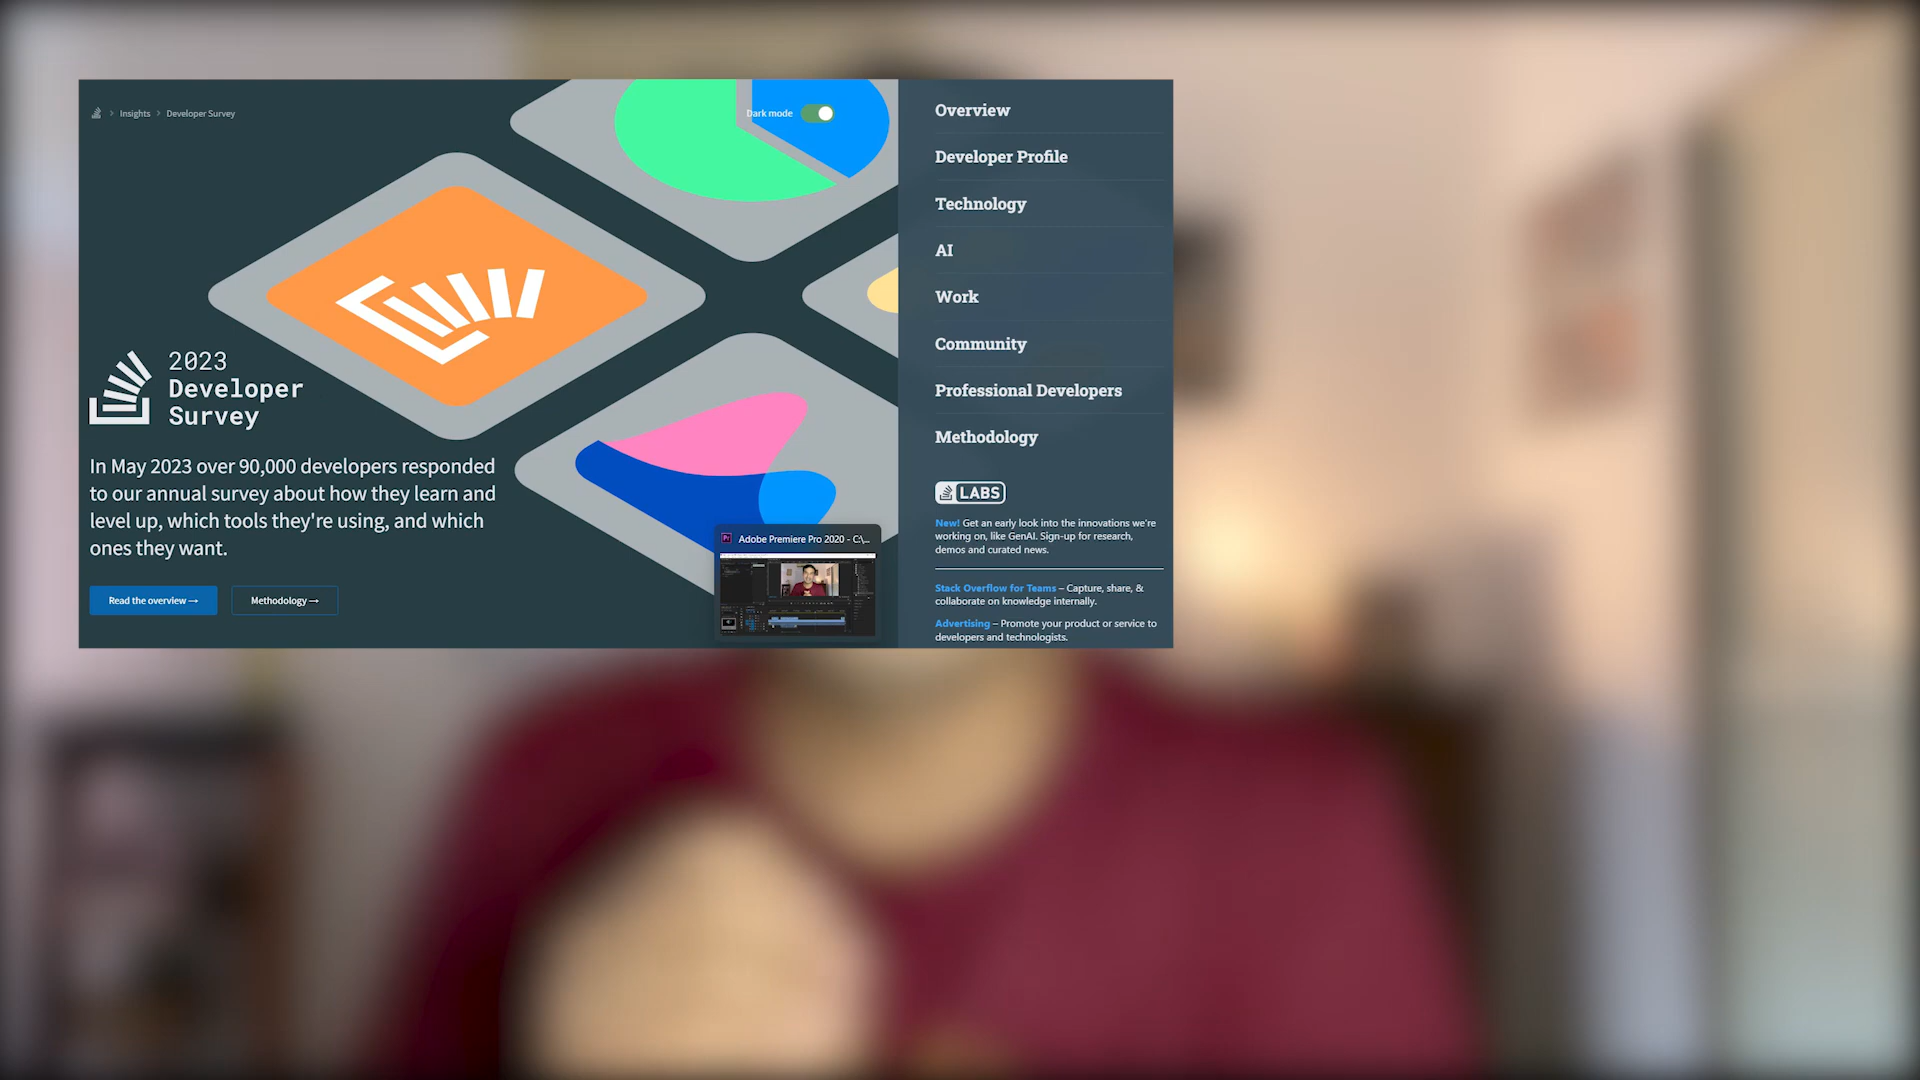 Insights
Developer Survey
Dark mode
2023
Developer
Survey
In May 2023 over 90,000 developers responded
to our annual survey about how they learn and
level up, which tools they're using, and which
ones they want.
Read the overview →
Methodology →
Adobe Premiere Pro 2020 - C:\...
Overview
Developer Profile
Technology
AI
Work
Community
Professional Developers
Methodology
LABS
New! Get an early look into the innovations we're
working on, like GenAI. Sign-up for research,
demos and curated news.
Stack Overflow for Teams – Capture, share, &
collaborate on knowledge internally.
Advertising – Promote your product or service to
developers and technologists.